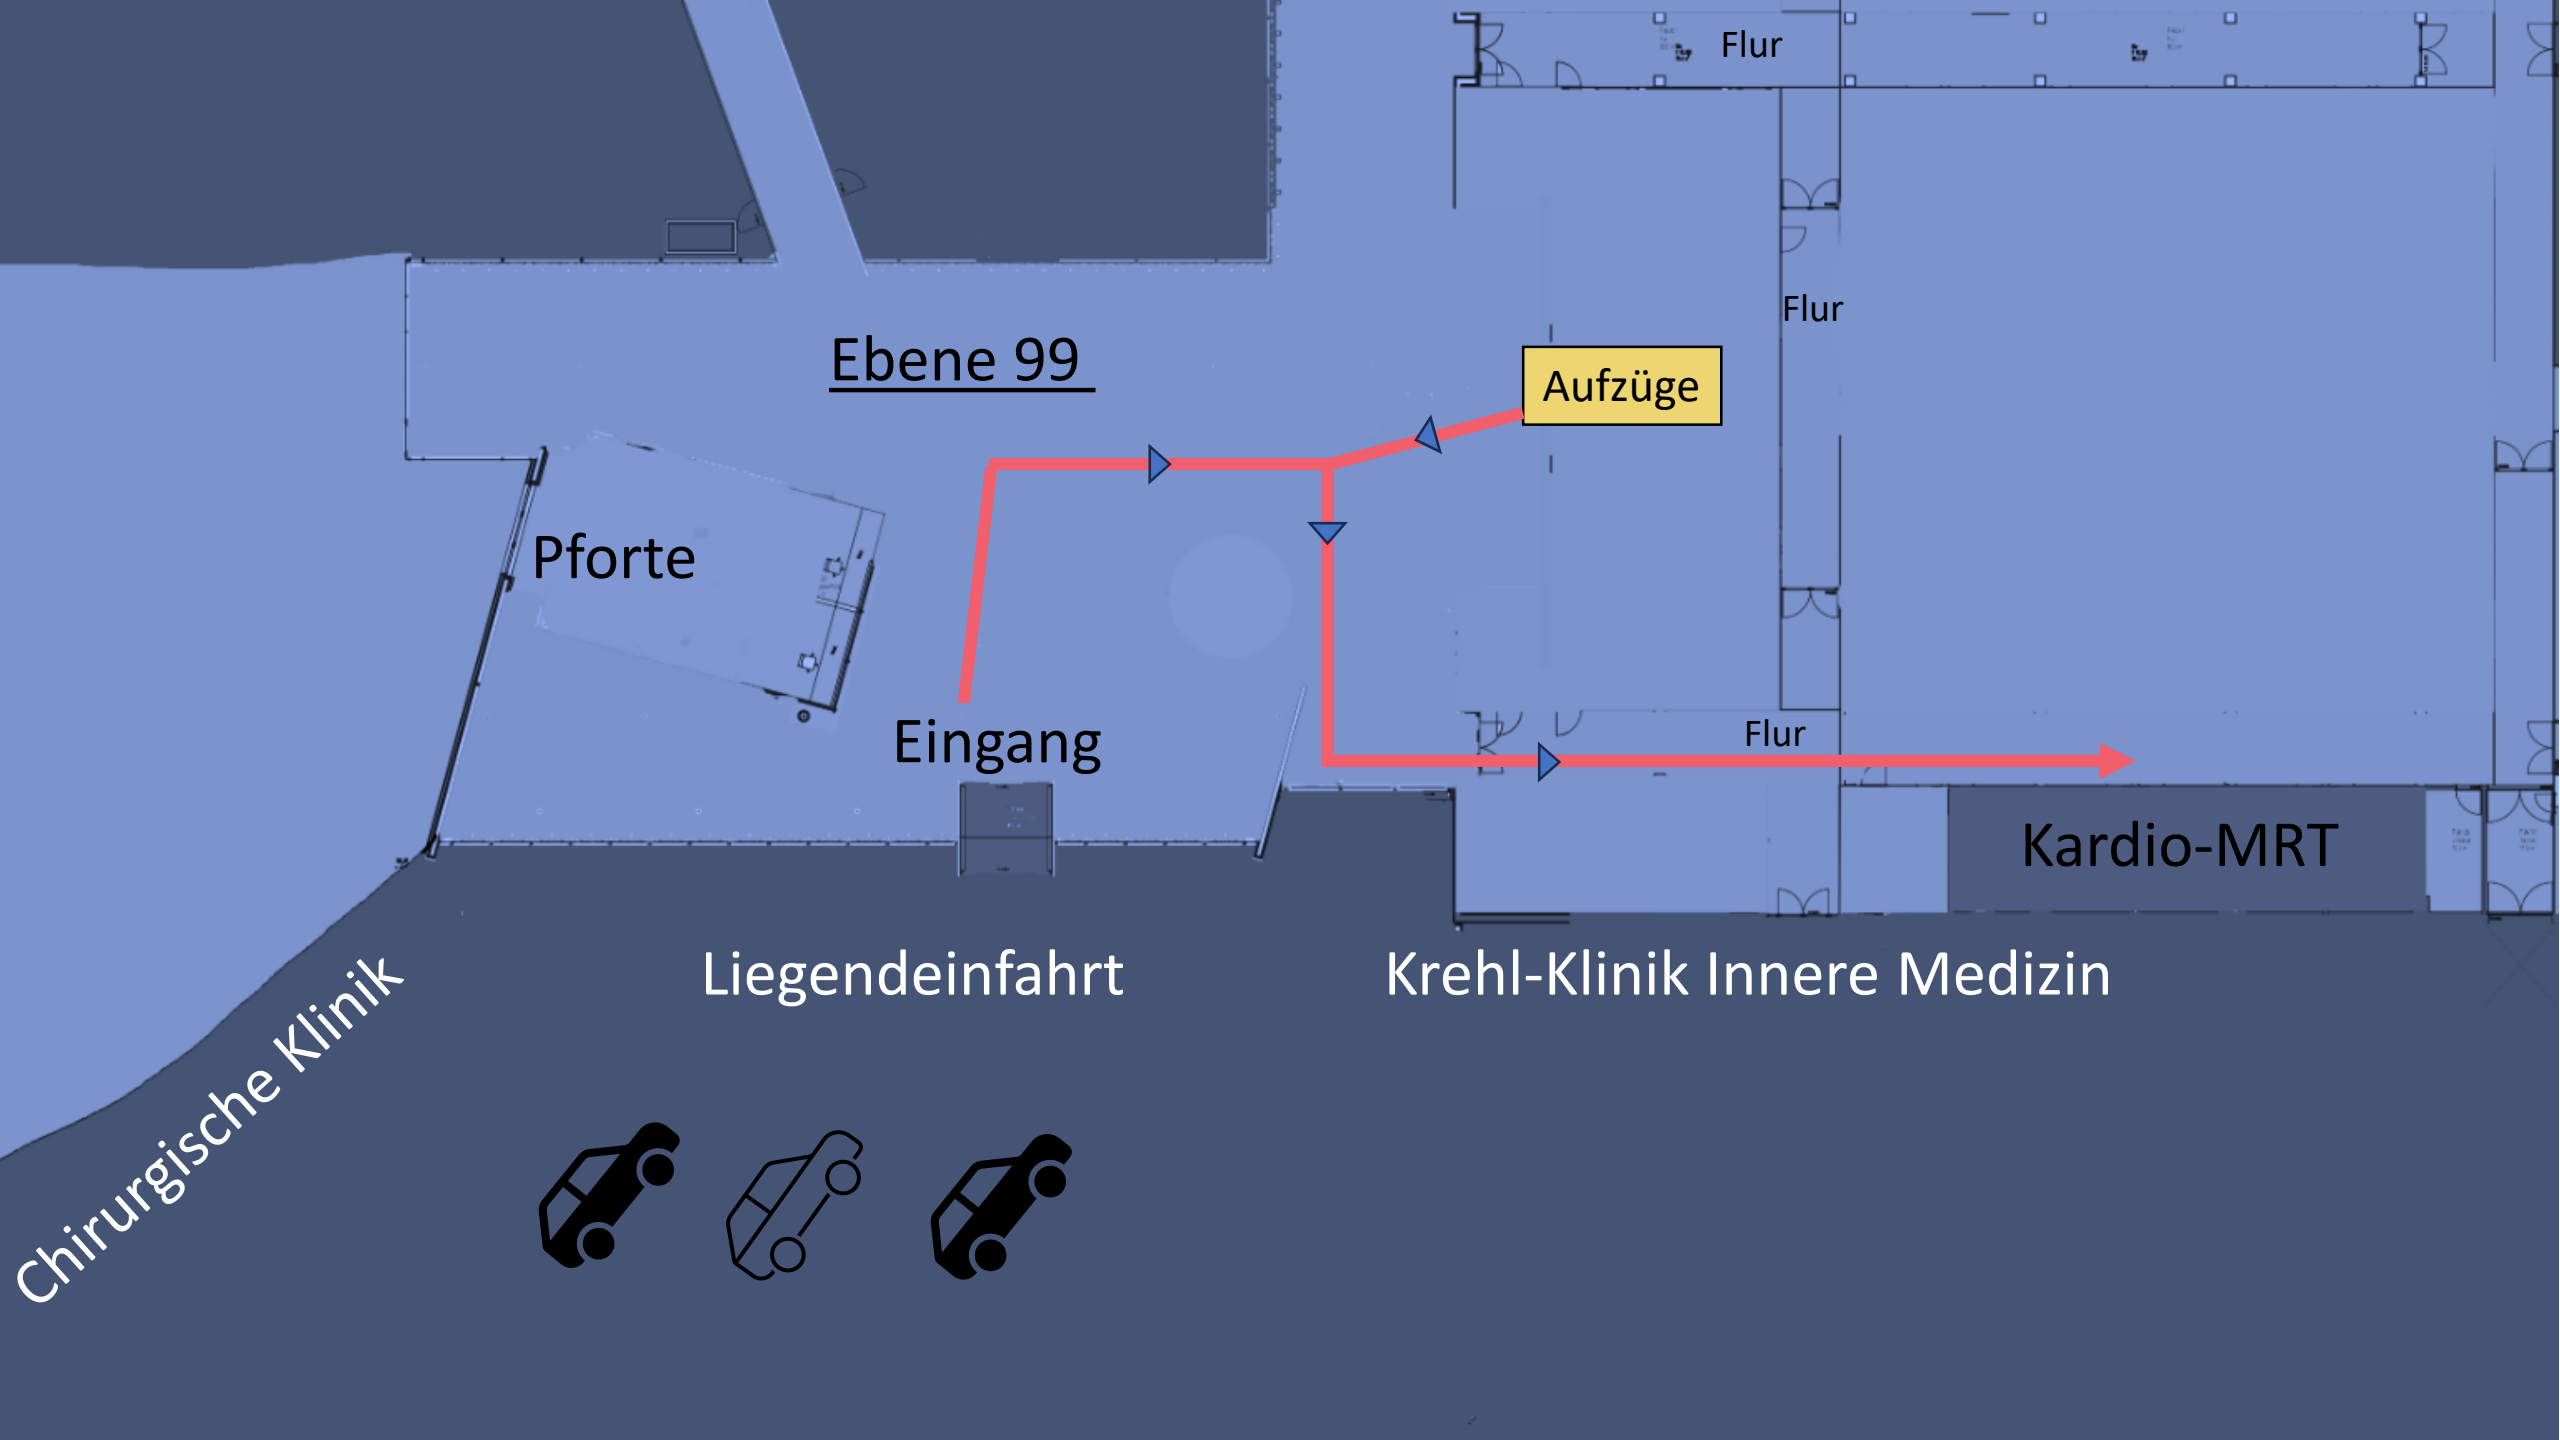 Flur
Flur
Ebene 99
Aufzüge
Pforte
Eingang
Flur
Kardio-MRT
Liegendeinfahrt
Krehl-Klinik Innere Medizin
Chirurgische Klinik